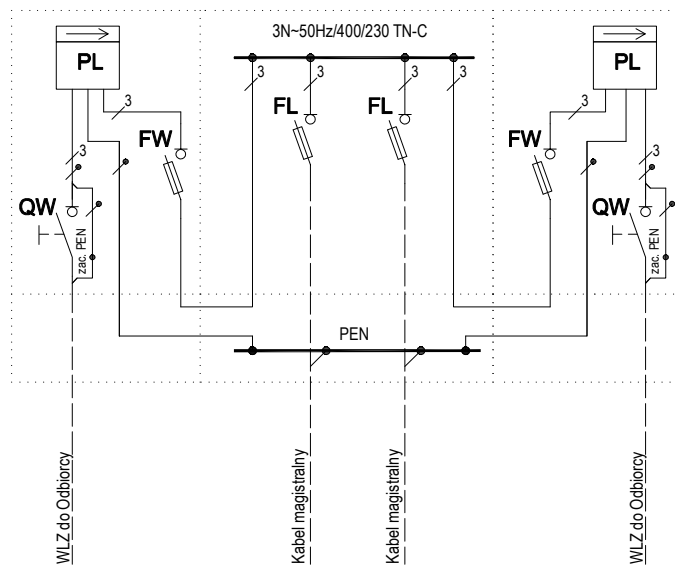 3N~50Hz/400/230 TN-C
PL
PL
3
3
3
3
3
3
FL
FL
FW
FW
3
3
QW
QW
zac. PEN
zac. PEN
PEN
WLZ do Odbiorcy
Kabel magistralny
Kabel magistralny
WLZ do Odbiorcy